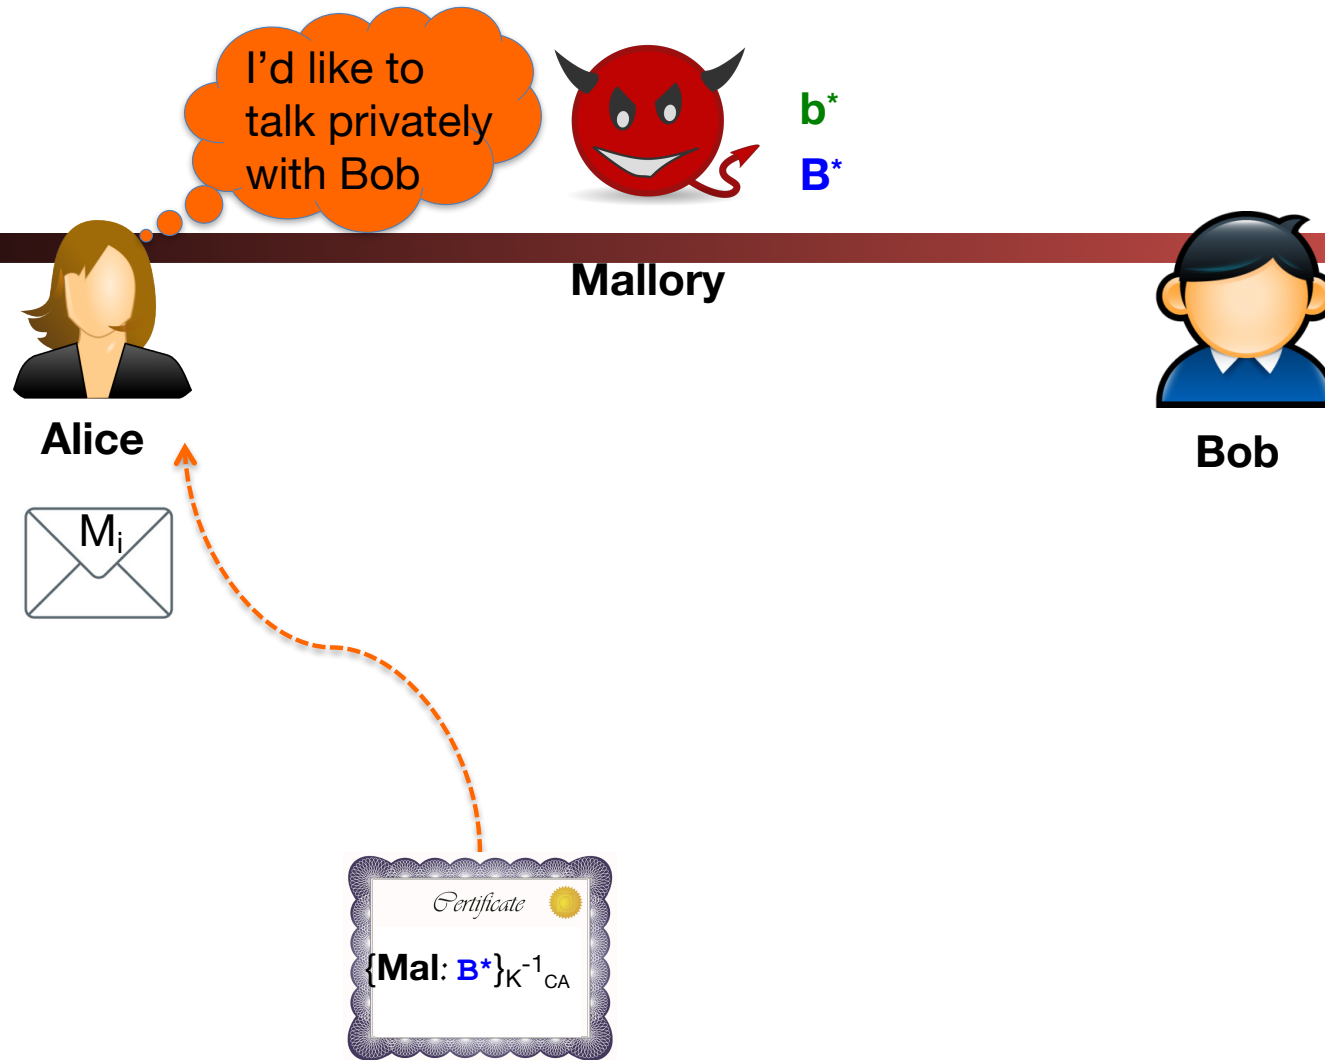 I’d like to
talk privately
with Bob
b*
B*
Mallory
Alice
Bob
Mi
Certificate
{Mal: B*}K-1CA